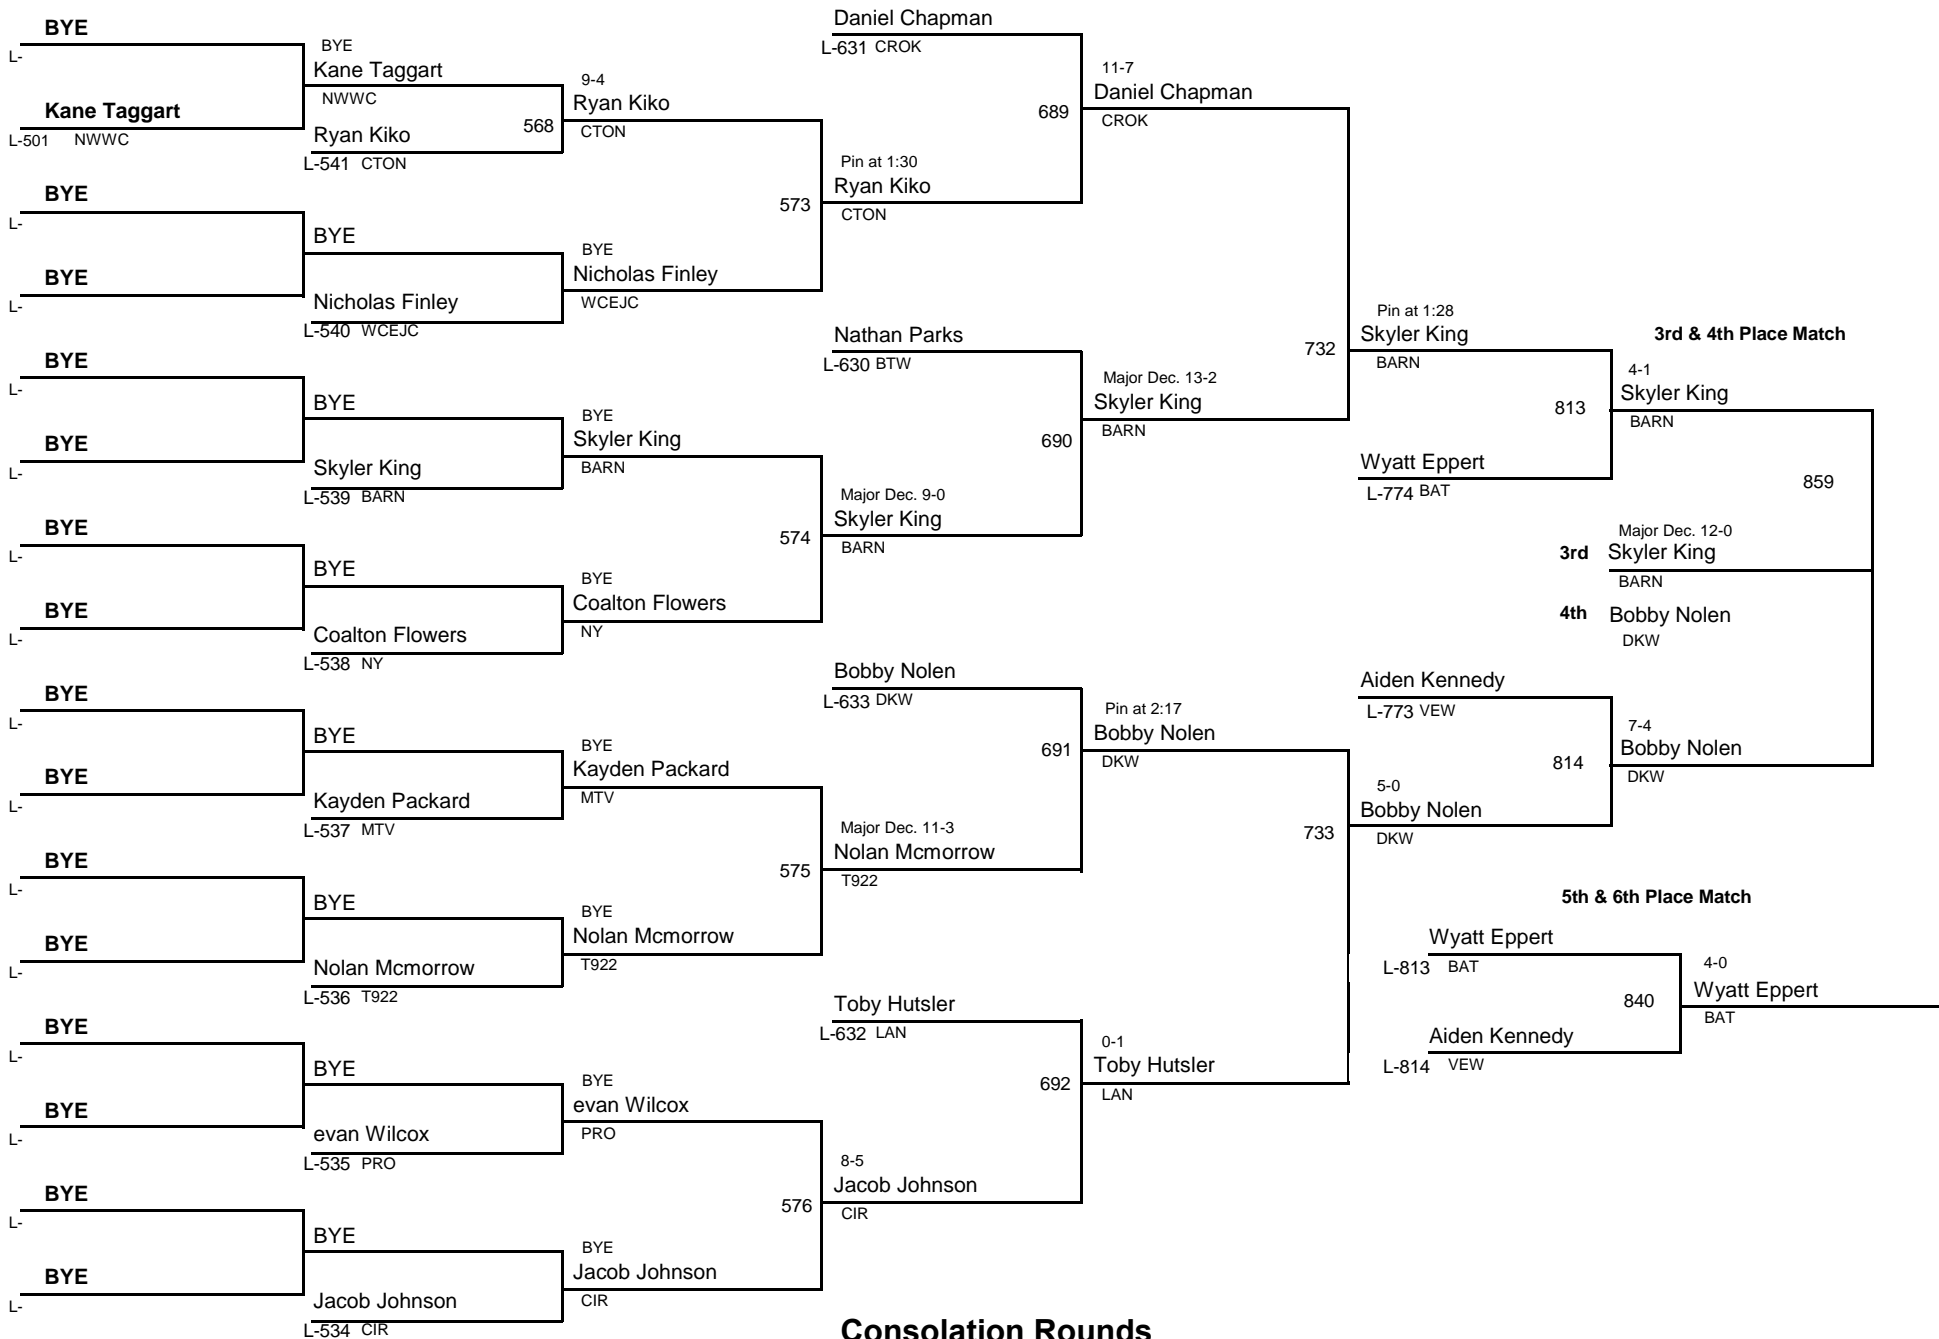 BYE
L-
Kane Taggart
L-501 NWWC
BYE
L-
BYE
L-
BYE
L-
BYE
L-
BYE
L-
BYE
L-
BYE
L-
BYE
L-
BYE
L-
BYE
L-
BYE
L-
BYE
L-
BYE
L-
BYE
L-
BYE
Kane Taggart
NWWC
568
Ryan Kiko
L-541 CTON
BYE
Nicholas Finley
L-540 WCEJC
BYE
Skyler King
L-539 BARN
BYE
Coalton Flowers
L-538 NY
BYE
Kayden Packard
L-537 MTV
BYE
Nolan Mcmorrow
L-536 T922
BYE
evan Wilcox
L-535 PRO
BYE
Jacob Johnson
L-534 CIR
9-4
Ryan Kiko
CTON
573
BYE
Nicholas Finley
WCEJC
BYE
Skyler King
BARN
574
BYE
Coalton Flowers
NY
BYE
Kayden Packard
MTV
575
BYE
Nolan Mcmorrow
T922
BYE
evan Wilcox
PRO
576
BYE
Jacob Johnson
CIR
Daniel Chapman
L-631 CROK
689
Pin at 1:30
Ryan Kiko
CTON
Nathan Parks
L-630 BTW
690
Major Dec. 9-0
Skyler King
BARN
Bobby Nolen
L-633 DKW
691
Major Dec. 11-3
Nolan Mcmorrow
T922
Toby Hutsler
L-632 LAN
692
8-5
Jacob Johnson
CIR
11-7
Daniel Chapman
CROK
732
Major Dec. 13-2
Skyler King
BARN
Pin at 2:17
Bobby Nolen
DKW
733
0-1
Toby Hutsler
LAN
Pin at 1:28
Skyler King
BARN
813
Wyatt Eppert
L-774 BAT
Aiden Kennedy
L-773 VEW
814
5-0
Bobby Nolen
DKW
3rd & 4th Place Match
4-1
Skyler King
BARN
859
Major Dec. 12-0
3rd Skyler King
BARN
4th Bobby Nolen
DKW
7-4
Bobby Nolen
DKW
5th & 6th Place Match
Wyatt Eppert
L-813 BAT
840
Aiden Kennedy
L-814 VEW
4-0
Wyatt Eppert
BAT
Consolation Rounds